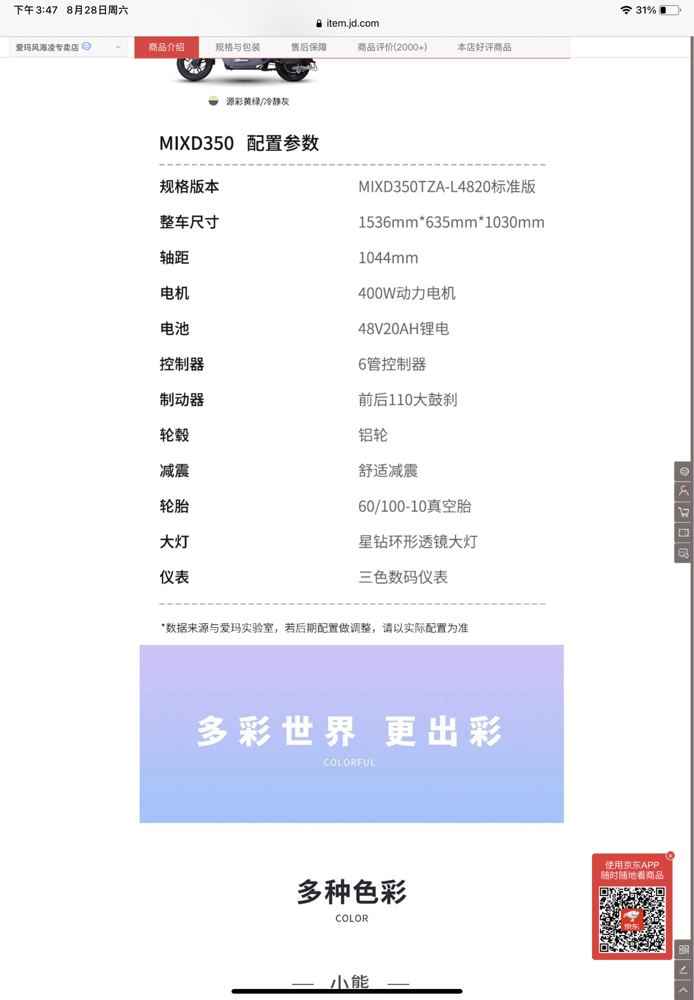 下午3:47 8月28日周六
31%
item.jd.com
爱玛风海凌专卖店
商品介绍 规格与包装 售后保障 商品评价(2000+) 本店好评商品
源彩黄绿/冷静灰
MIXD350 配置参数
规格版本 MIXD350TZA-L4820标准版
整车尺寸 1536mm*635mm*1030mm
轴距 1044mm
电机 400W动力电机
电池 48V20AH锂电
控制器 6管控制器
制动器 前后110大鼓刹
轮毂 铝轮
减震 舒适减震
轮胎 60/100-10真空胎
大灯 星钻环形透镜大灯
仪表 三色数码仪表
*数据来源与爱玛实验室，若后期配置做调整，请以实际配置为准
多彩世界 更出彩
COLORFUL
多种色彩
COLOR
使用京东APP
随时随地看商品
京东
— 小能 —